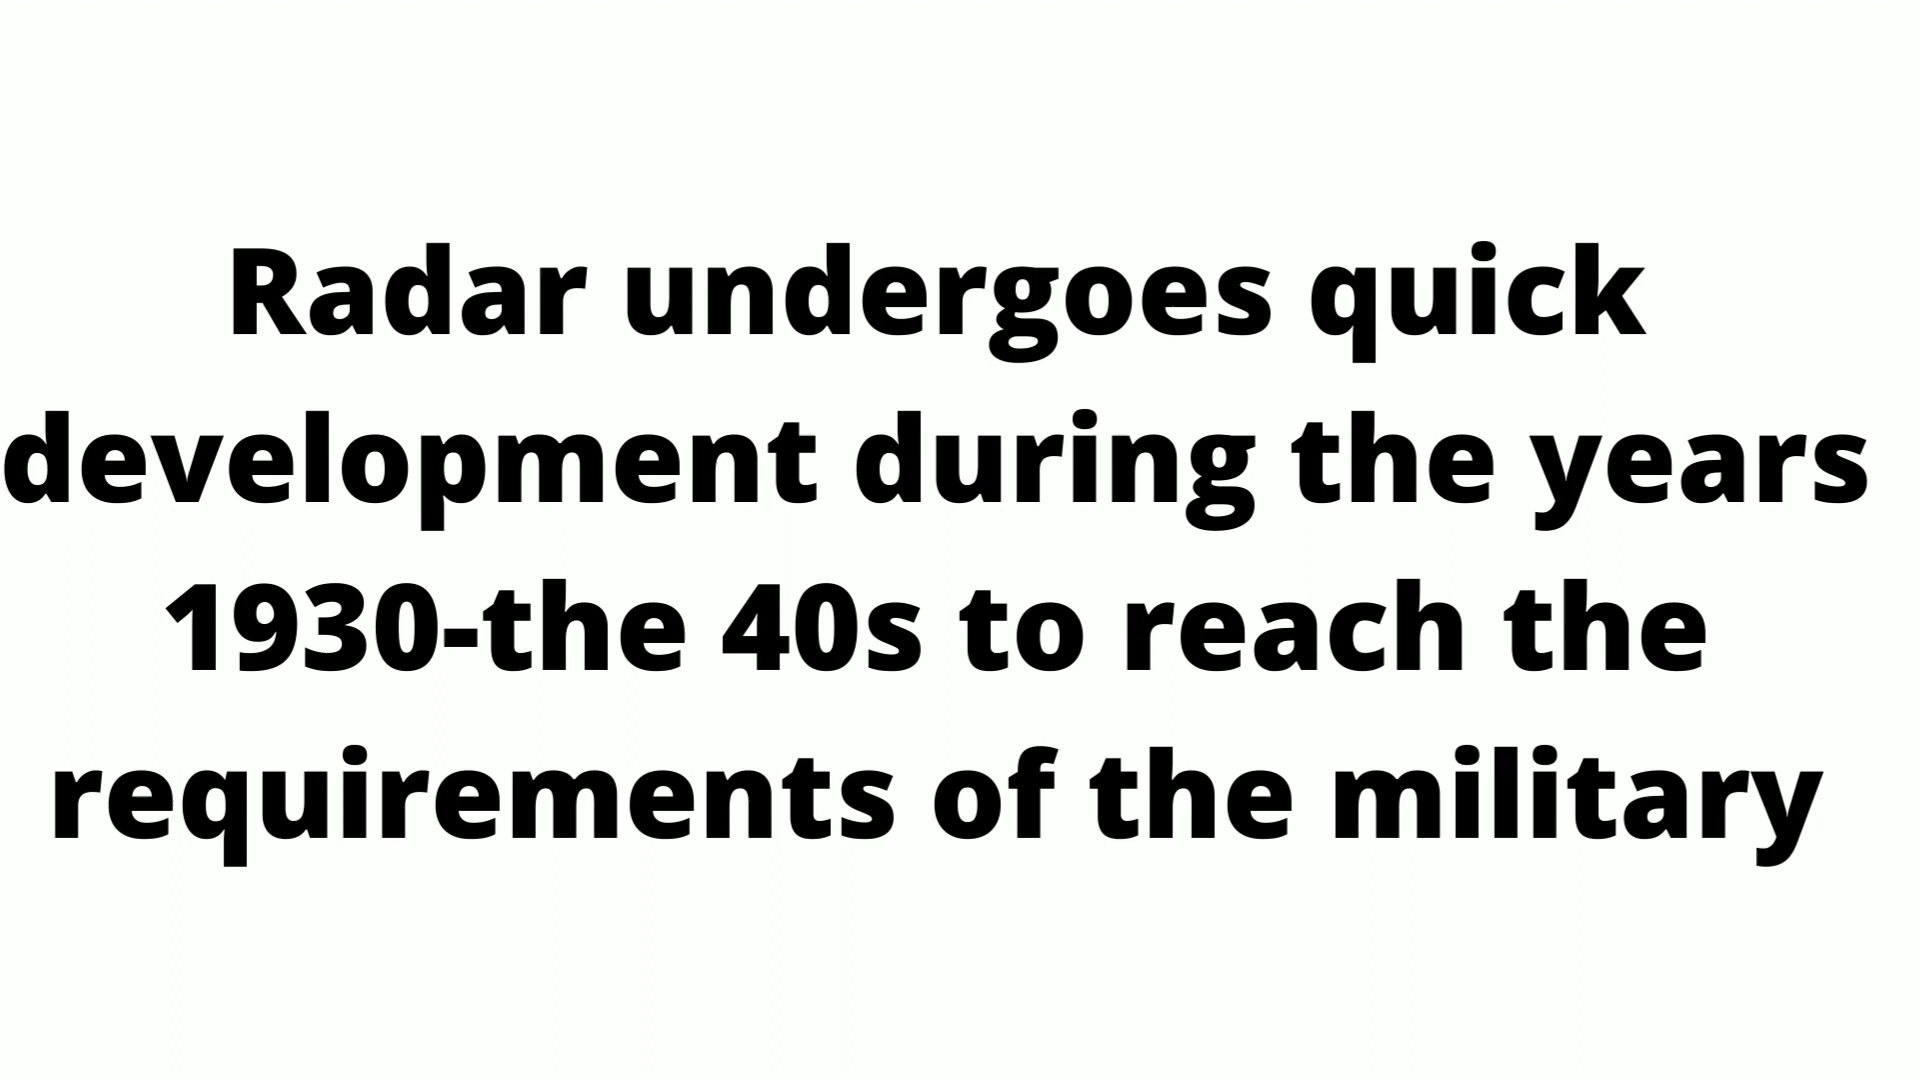 Radar undergoes quick
development during the years
1930-the 40s to reach the
requirements of the military